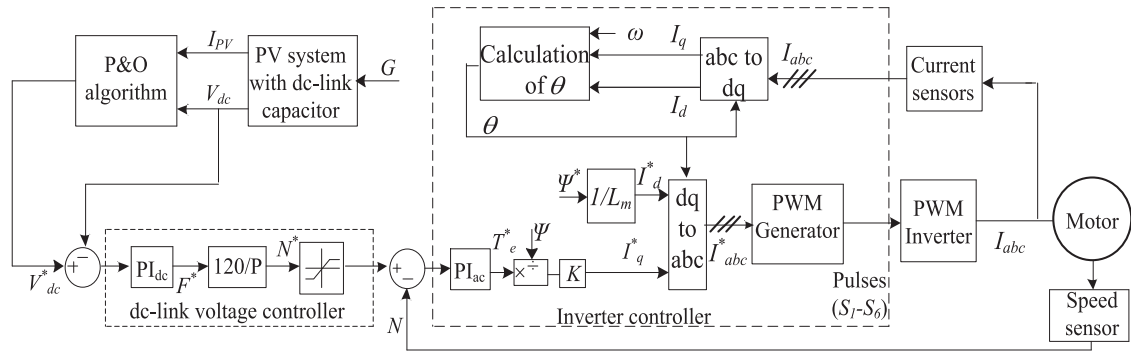 P&O
algorithm
I_PV
V_dc
PV system
with dc-link
capacitor
G
Calculation
of θ
ω
I_q
I_d
abc to
dq
I_abc
Current
sensors
θ
Ψ*
1/L_m
I*_d
dq
to
abc
I*_abc
PWM
Generator
PWM
Inverter
I_abc
Motor
V*_dc
+
−
PI_dc
F*
120/P
N*
dc-link voltage controller
+
−
N
PI_ac
T*_e
Ψ
×
÷
K
I*_q
Inverter controller
Pulses
(S_1-S_6)
Speed
sensor